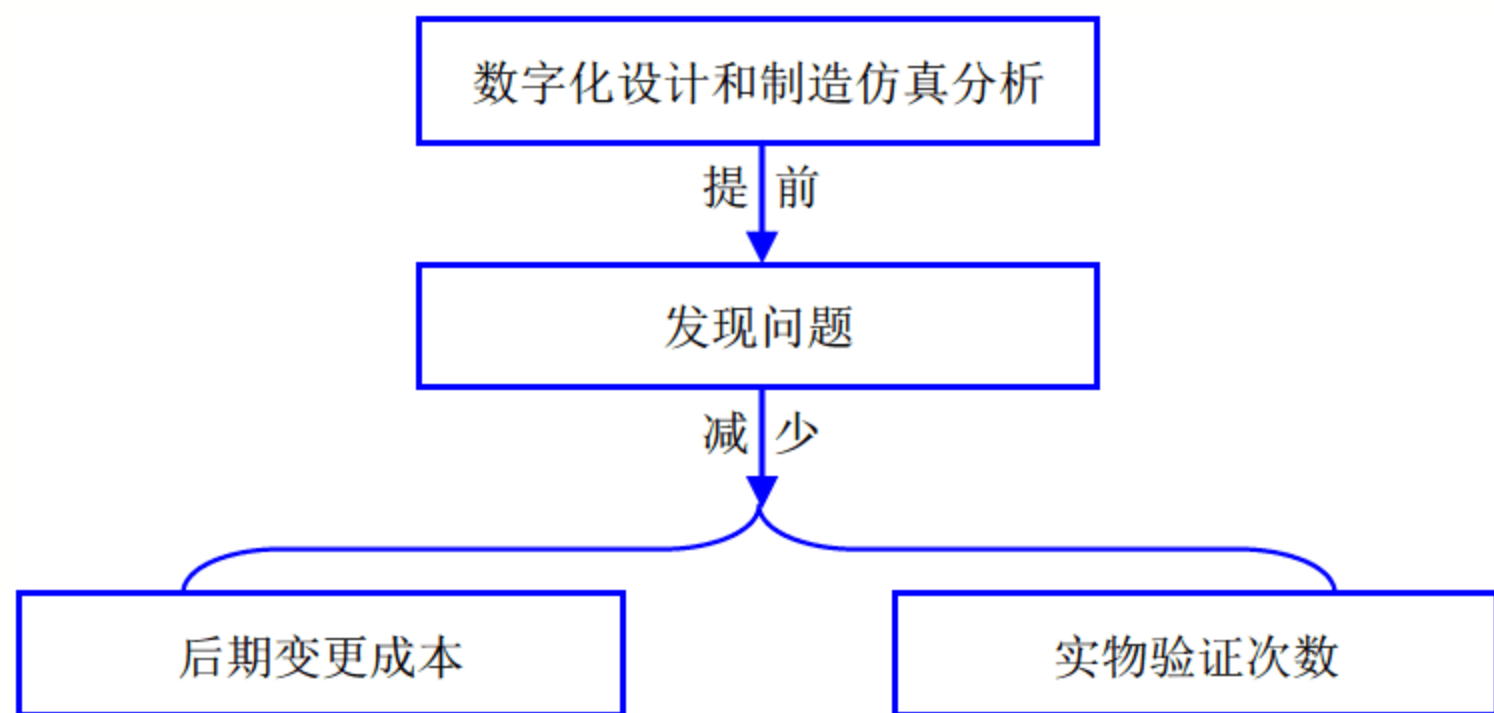 数字化设计和制造仿真分析
提前
发现问题
减少
后期变更成本
实物验证次数